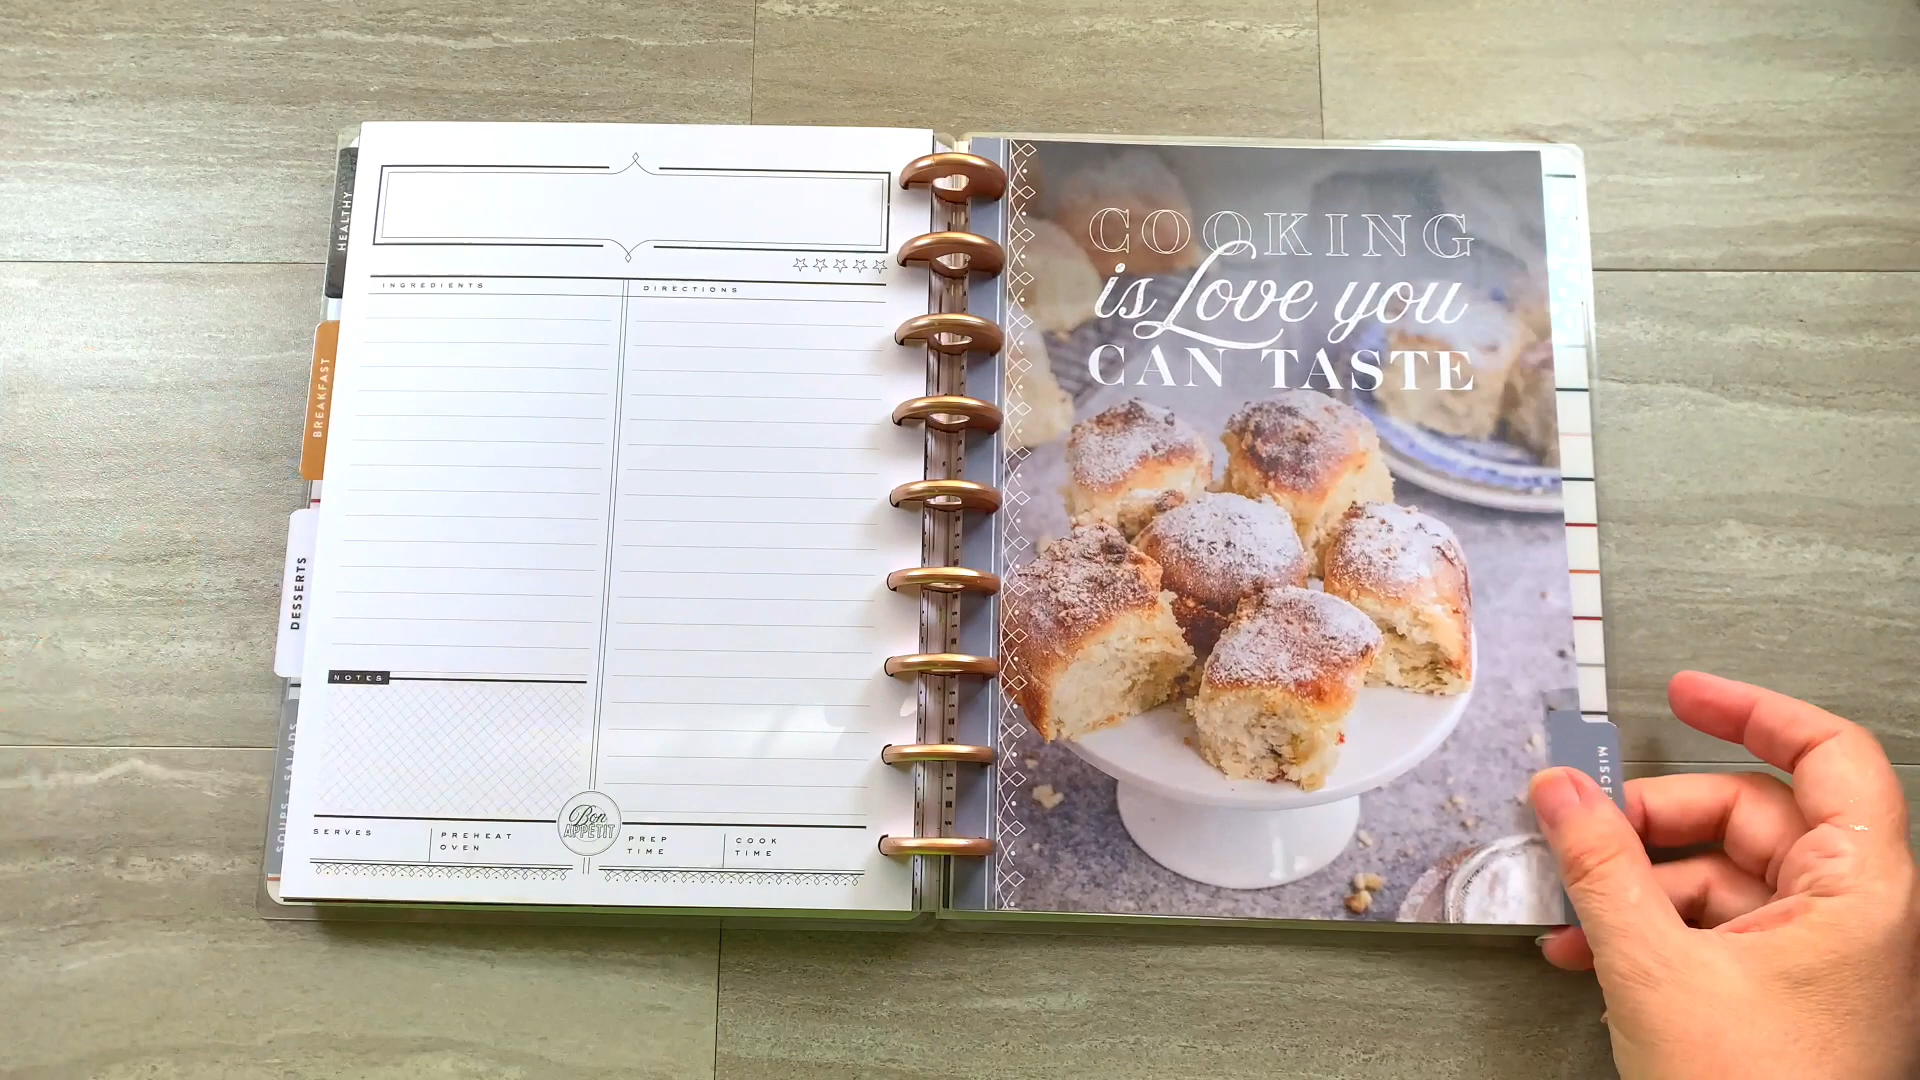 HEALTHY
BREAKFAST
DESSERTS
SOUPS + SALADS
INGREDIENTS
DIRECTIONS
NOTES
SERVES
PREHEAT
OVEN
Bon
APPÉTIT
PREP
TIME
COOK
TIME
COOKING
is Love you
CAN TASTE
MISCE